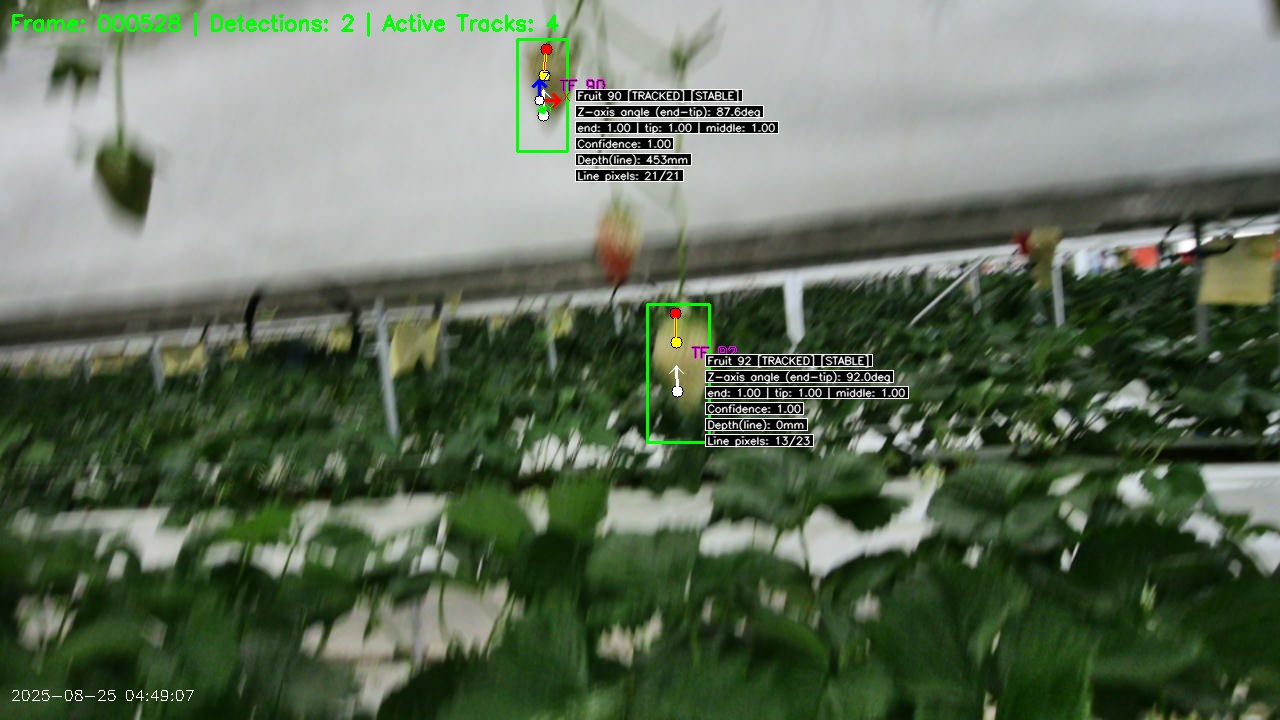 Frame: 000528 | Detections: 2 | Active Tracks: 4
TF_90
Fruit 90 [TRACKED] [STABLE]
Z-axis angle (end-tip): 87.6deg
end: 1.00 | tip: 1.00 | middle: 1.00
Confidence: 1.00
Depth(line): 453mm
Line pixels: 21/21
TF_92
Fruit 92 [TRACKED] [STABLE]
Z-axis angle (end-tip): 92.0deg
end: 1.00 | tip: 1.00 | middle: 1.00
Confidence: 1.00
Depth(line): 0mm
Line pixels: 13/23
2025-08-25 04:49:07